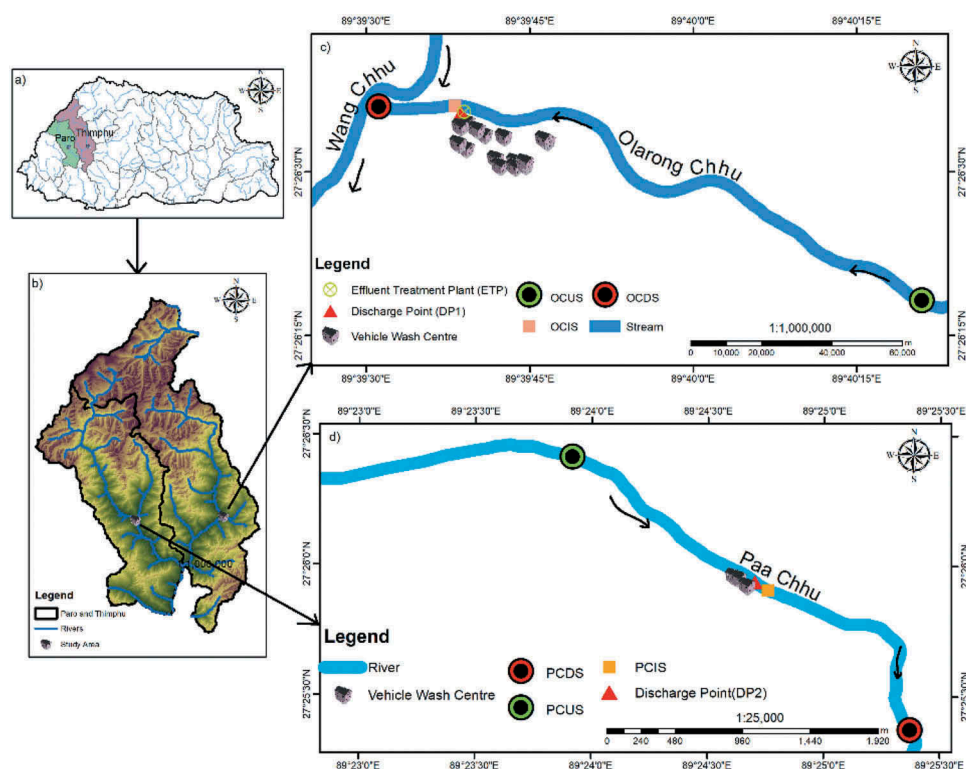 a)
N
W E
S
Paro
Thimphu
b)
N
W E
S
000,000
Legend
Paro and Thimphu
Rivers
Study Area
89°39'30"E 89°39'45"E 89°40'0"E 89°40'15"E
c)
N
W E
S
Wang Chhu
Olarong Chhu
27°26'30"N 27°26'30"N
27°26'15"N 27°26'15"N
Legend
Effluent Treatment Plant (ETP)
Discharge Point (DP1)
Vehicle Wash Centre
OCUS
OCDS
OCIS
Stream
1:1,000,000
m
0 10,000 20,000 40,000 60,000
89°39'30"E 89°39'45"E 89°40'0"E 89°40'15"E
89°23'0"E 89°23'30"E 89°24'0"E 89°24'30"E 89°25'0"E 89°25'30"E
d)
N
W E
S
Paa Chhu
27°26'30"N 27°26'30"N
27°26'0"N 27°26'0"N
27°25'30"N 27°25'30"N
Legend
River
Vehicle Wash Centre
PCDS
PCUS
PCIS
Discharge Point(DP2)
1:25,000
m
0 240 480 960 1,440 1,920
89°23'0"E 89°23'30"E 89°24'0"E 89°24'30"E 89°25'0"E 89°25'30"E